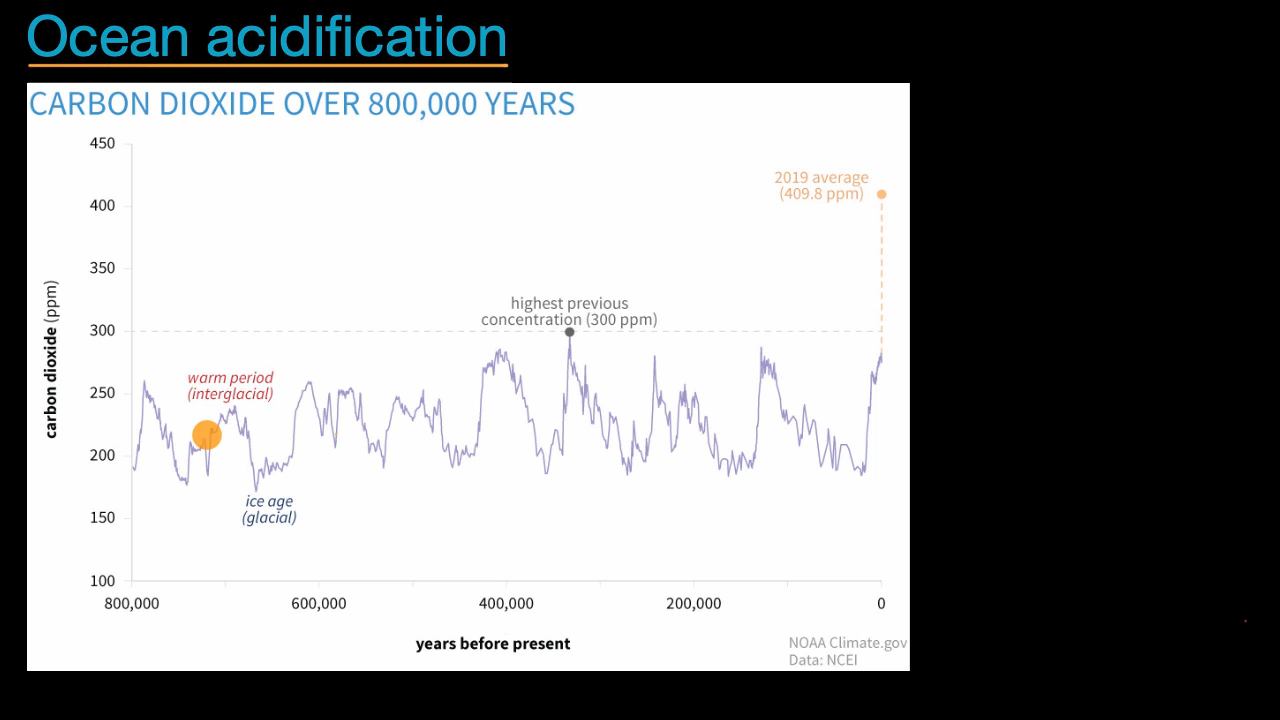 Ocean acidification
CARBON DIOXIDE OVER 800,000 YEARS
450
400
350
300
250
200
150
100
carbon dioxide (ppm)
2019 average
(409.8 ppm)
highest previous
concentration (300 ppm)
warm period
(interglacial)
ice age
(glacial)
800,000
600,000
400,000
200,000
0
years before present
NOAA Climate.gov
Data: NCEI